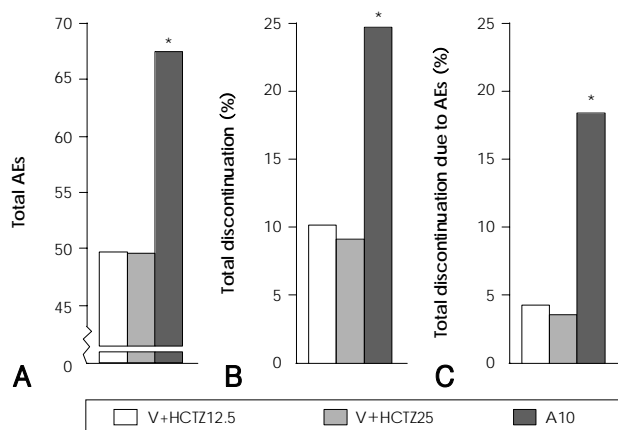 Total AEs
70
65
60
55
50
45
0
*
A
Total discontinuation (%)
25
20
15
10
5
0
*
B
Total discontinuation due to AEs (%)
25
20
15
10
5
0
*
C
V+HCTZ12.5
V+HCTZ25
A10